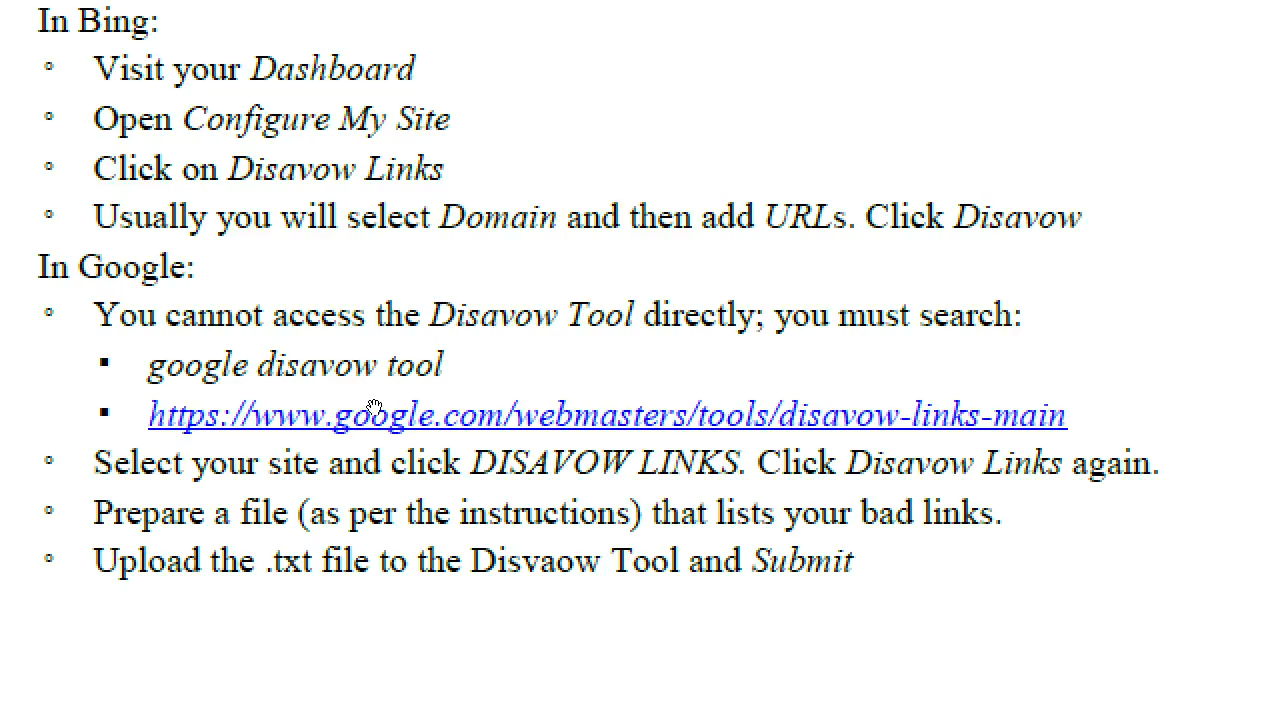 In Bing:
° Visit your Dashboard
° Open Configure My Site
° Click on Disavow Links
° Usually you will select Domain and then add URLs. Click Disavow
In Google:
° You cannot access the Disavow Tool directly; you must search:
▪ google disavow tool
▪ https://www.google.com/webmasters/tools/disavow-links-main
° Select your site and click DISAVOW LINKS. Click Disavow Links again.
° Prepare a file (as per the instructions) that lists your bad links.
° Upload the .txt file to the Disvaow Tool and Submit